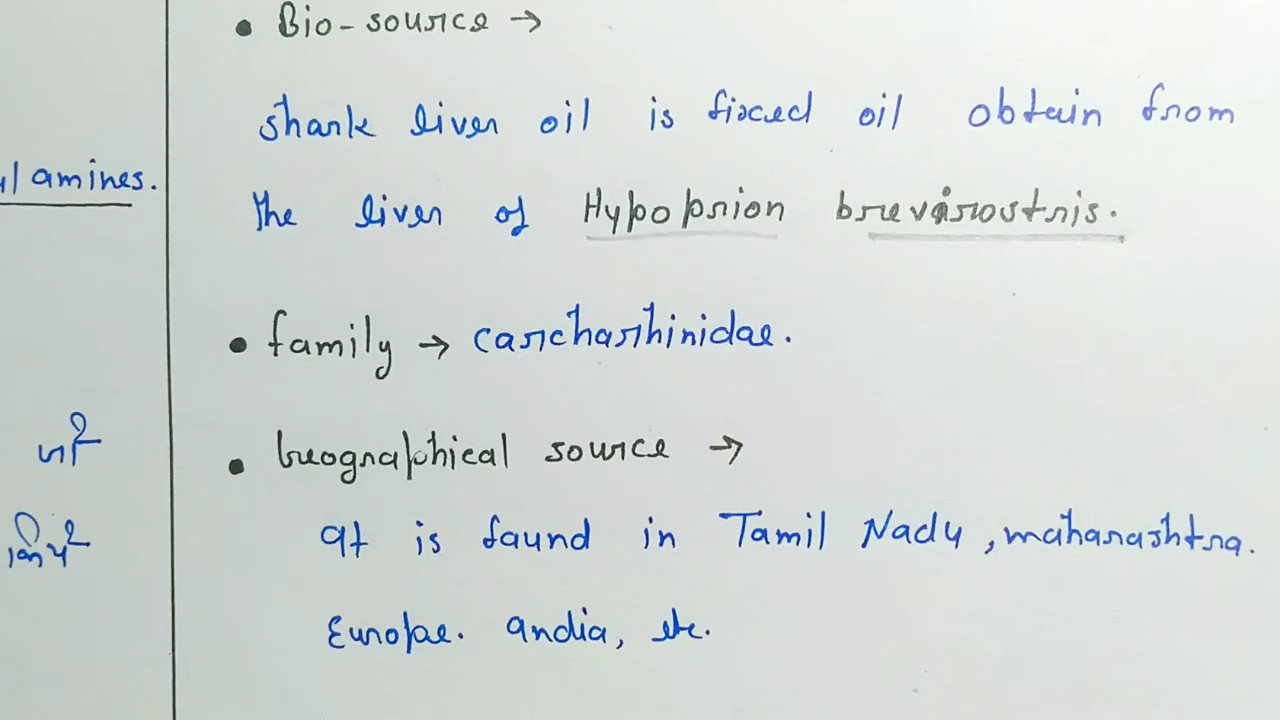 • Bio-source →
shark liver oil is fixed oil obtain from
amines.
the liver of Hypoprion brevirostris.
• family → carcharhinidae.
• Geographical source →
It is faund in Tamil Nadu, maharashtra.
Europe. India, etc.